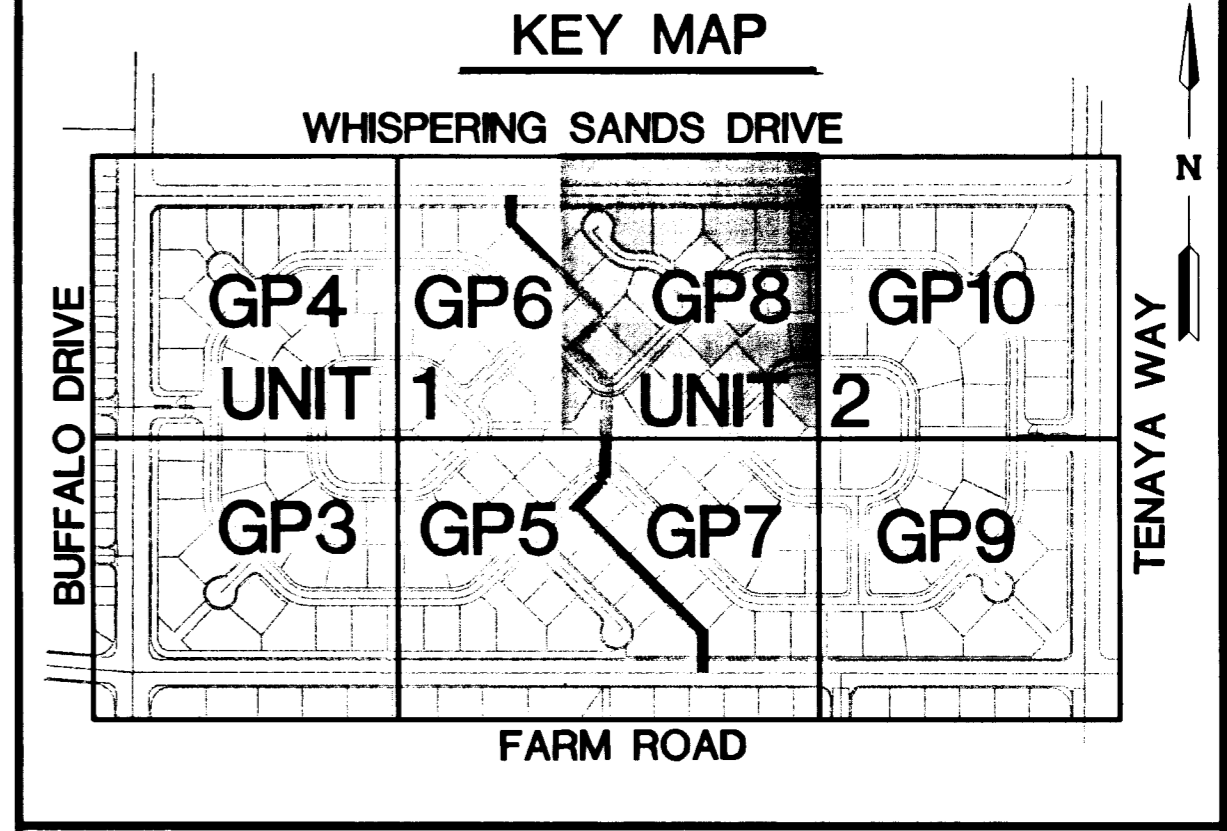 KEY MAP
WHISPERING SANDS DRIVE
N
GP4 GP6 GP8 GP10
BUFFALO DRIVE
UNIT 1 UNIT 2
TENAYA WAY
GP3 GP5 GP7 GP9
FARM ROAD